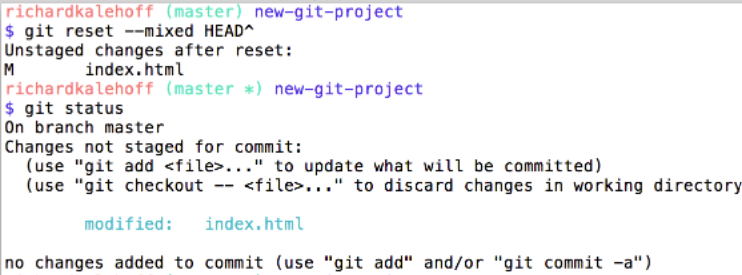 richardkalehoff (master) new-git-project
$ git reset --mixed HEAD^
Unstaged changes after reset:
M       index.html
richardkalehoff (master *) new-git-project
$ git status
On branch master
Changes not staged for commit:
  (use "git add <file>..." to update what will be committed)
  (use "git checkout -- <file>..." to discard changes in working directory
        modified:   index.html
no changes added to commit (use "git add" and/or "git commit -a")